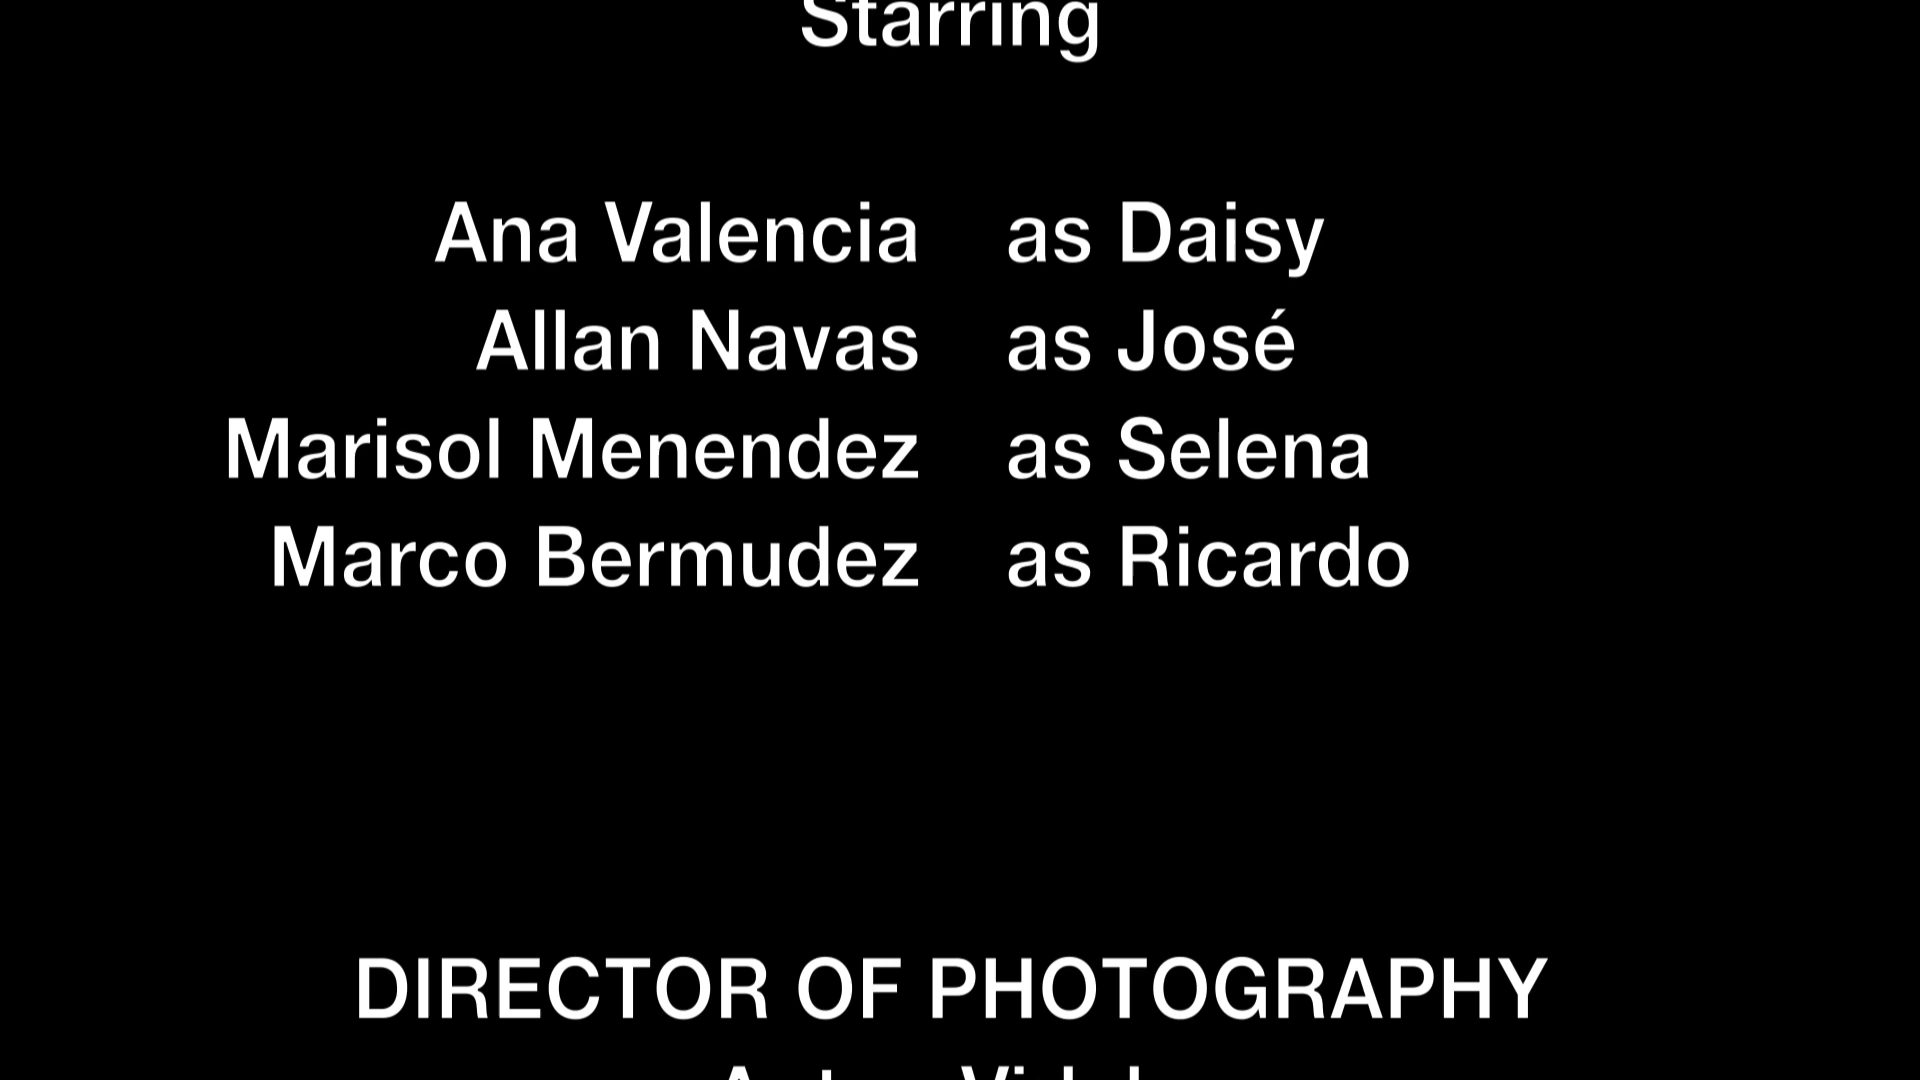 Starring
Ana Valencia as Daisy
Allan Navas as José
Marisol Menendez as Selena
Marco Bermudez as Ricardo
DIRECTOR OF PHOTOGRAPHY